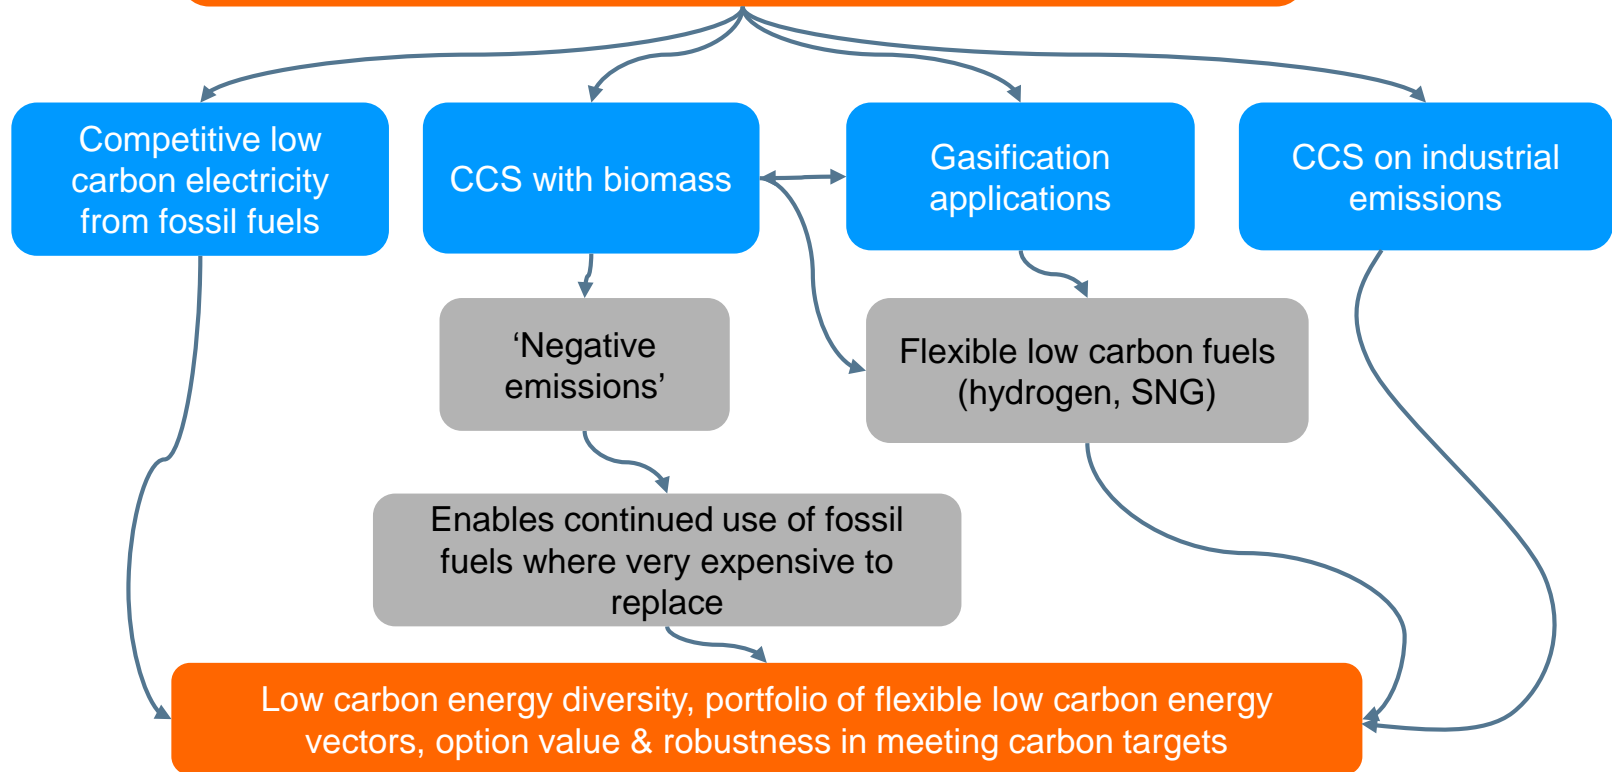 Competitive low
carbon electricity
from fossil fuels
CCS with biomass
Gasification
applications
CCS on industrial
emissions
‘Negative
emissions’
Flexible low carbon fuels
(hydrogen, SNG)
Enables continued use of fossil
fuels where very expensive to
replace
Low carbon energy diversity, portfolio of flexible low carbon energy
vectors, option value & robustness in meeting carbon targets